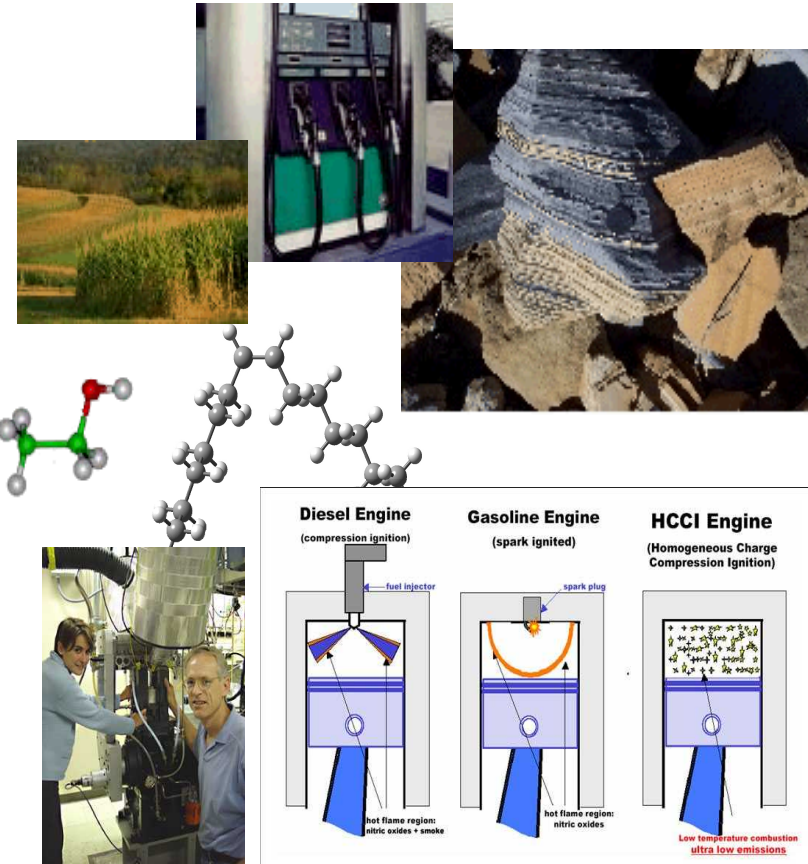 Diesel Engine
(compression ignition)
fuel injector
hot flame region:
nitric oxides + smoke
Gasoline Engine
(spark ignited)
spark plug
hot flame region:
nitric oxides
HCCI Engine
(Homogeneous Charge
Compression Ignition)
Low temperature combustion
ultra low emissions